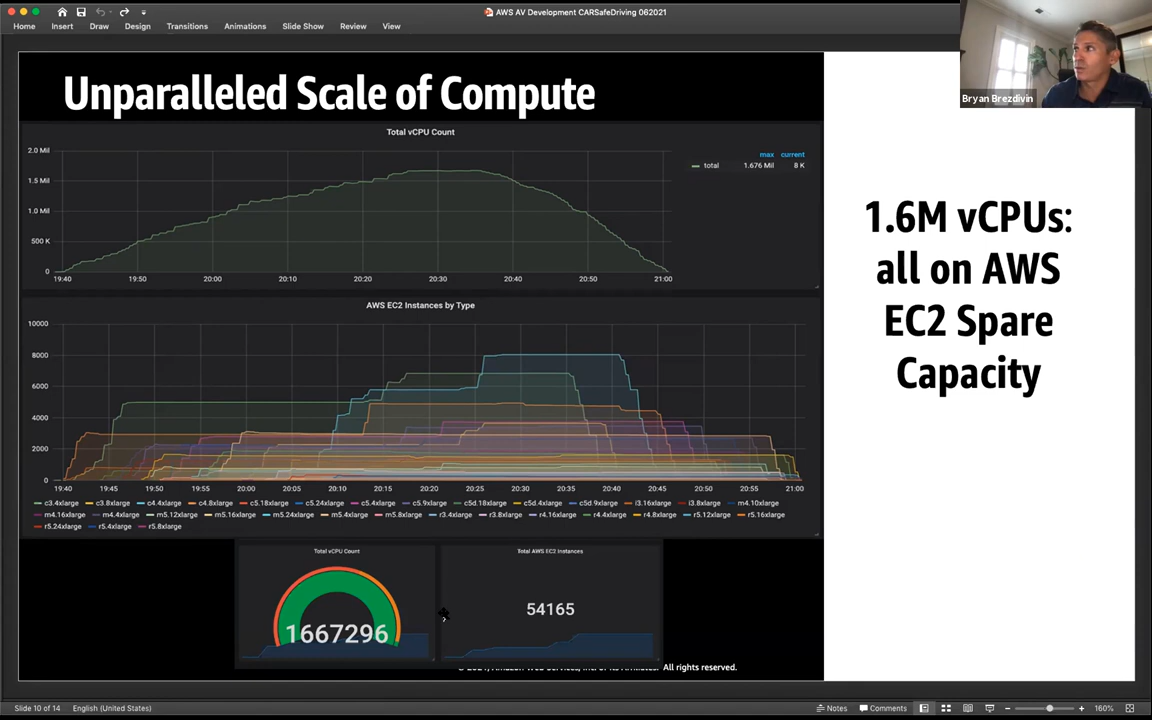 AWS AV Development CARSafeDriving 062021
Home Insert Draw Design Transitions Animations Slide Show Review View
Bryan Brezdivin
Unparalleled Scale of Compute
Total vCPU Count
max current
total 1.676 Mil 8 K
2.0 Mil
1.5 Mil
1.0 Mil
500 K
0
19:40 19:50 20:00 20:10 20:20 20:30 20:40 20:50 21:00
AWS EC2 Instances by Type
10000
8000
6000
4000
2000
0
19:40 19:45 19:50 19:55 20:00 20:05 20:10 20:15 20:20 20:25 20:30 20:35 20:40 20:45 20:50 20:55 21:00
c3.4xlarge c3.8xlarge c4.4xlarge c4.8xlarge c5.18xlarge c5.24xlarge c5.4xlarge c5.9xlarge c5d.18xlarge c5d.4xlarge c5d.9xlarge i3.16xlarge i3.8xlarge m4.10xlarge
m4.16xlarge m4.4xlarge m5.12xlarge m5.16xlarge m5.24xlarge m5.4xlarge m5.8xlarge r3.4xlarge r3.8xlarge r4.16xlarge r4.4xlarge r4.8xlarge r5.12xlarge r5.16xlarge
r5.24xlarge r5.4xlarge r5.8xlarge
Total vCPU Count
1667296
Total AWS EC2 Instances
54165
© 2021, Amazon Web Services, Inc. or its Affiliates. All rights reserved.
1.6M vCPUs:
all on AWS
EC2 Spare
Capacity
Slide 10 of 14 English (United States) Notes Comments 160%